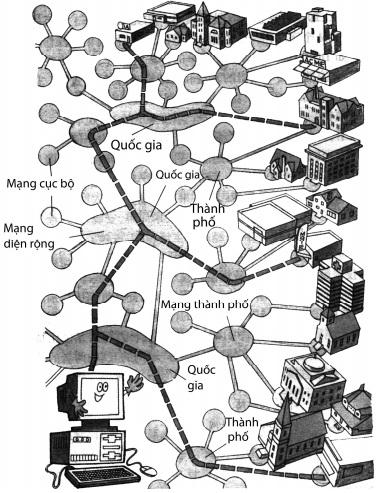 Quốc gia
Quốc gia
Mạng cục bộ
Thành
phố
Mạng
diện rộng
Mạng thành phố
Quốc
gia
Thành
phố